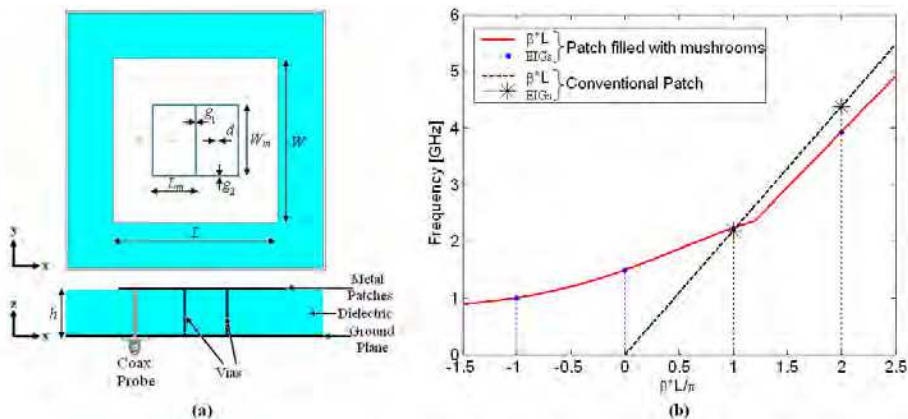 g₁
d
Wm
W
Lm
g₂
L
y
x
Metal
Patches
h
Dielectric
z
x
Ground
Plane
Coax
Probe
Vias
(a)
6
5
4
3
2
1
0
Frequency [GHz]
β*L
EIGs
Patch filled with mushrooms
β*L
EIGs
Conventional Patch
-1.5 -1 -0.5 0 0.5 1 1.5 2 2.5
β*L/π
(b)